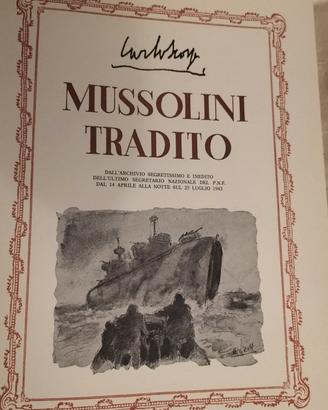 MUSSOLINI
TRADITO
DALL'ARCHIVIO SEGRETISSIMO E INEDITO
DELL'ULTIMO SEGRETARIO NAZIONALE DEL P.N.F.
DAL 14 APRILE ALLA NOTTE SUL 25 LUGLIO 1943